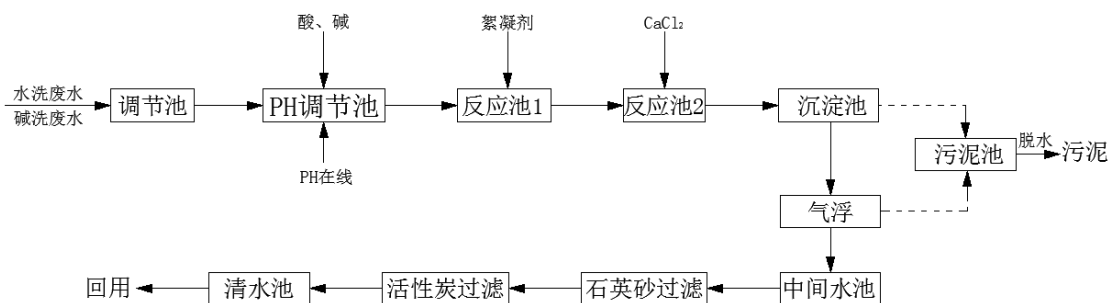 酸、碱
絮凝剂
CaCl₂
水洗废水
碱洗废水
调节池
PH调节池
反应池1
反应池2
沉淀池
PH在线
污泥池
脱水
污泥
气浮
回用
清水池
活性炭过滤
石英砂过滤
中间水池